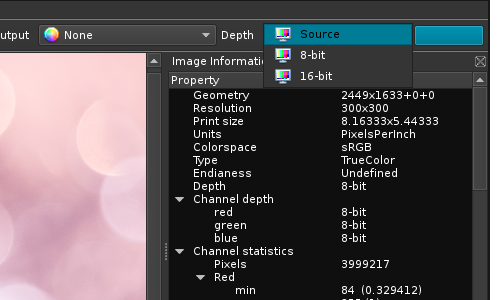 utput None Depth Source
8-bit
16-bit
Image Informatio
Property
Geometry 2449x1633+0+0
Resolution 300x300
Print size 8.16333x5.44333
Units PixelsPerInch
Colorspace sRGB
Type TrueColor
Endianess Undefined
Depth 8-bit
Channel depth
red 8-bit
green 8-bit
blue 8-bit
Channel statistics
Pixels 3999217
Red
min 84 (0.329412)